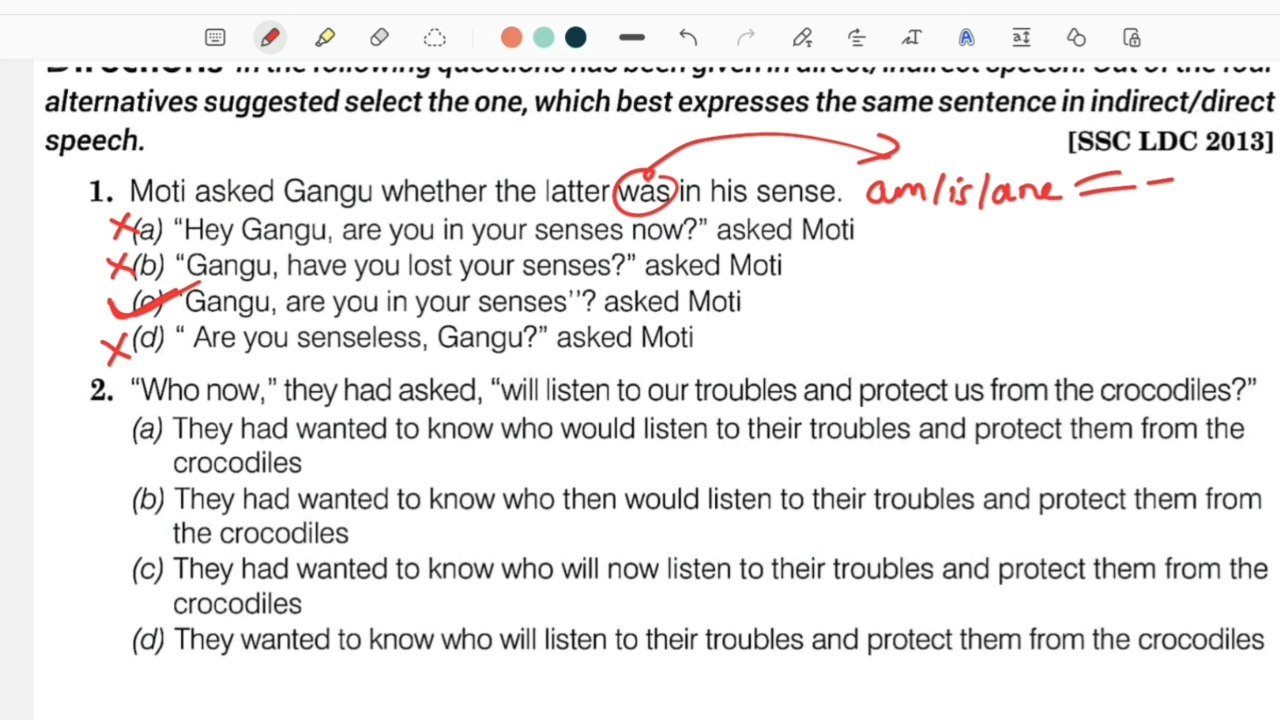 alternatives suggested select the one, which best expresses the same sentence in indirect/direct
speech. [SSC LDC 2013]
1. Moti asked Gangu whether the latter was in his sense. am/is/are
(a) “Hey Gangu, are you in your senses now?” asked Moti
(b) “Gangu, have you lost your senses?” asked Moti
(c) “Gangu, are you in your senses’’? asked Moti
(d) “ Are you senseless, Gangu?” asked Moti
2. “Who now,” they had asked, “will listen to our troubles and protect us from the crocodiles?”
(a) They had wanted to know who would listen to their troubles and protect them from the
crocodiles
(b) They had wanted to know who then would listen to their troubles and protect them from
the crocodiles
(c) They had wanted to know who will now listen to their troubles and protect them from the
crocodiles
(d) They wanted to know who will listen to their troubles and protect them from the crocodiles